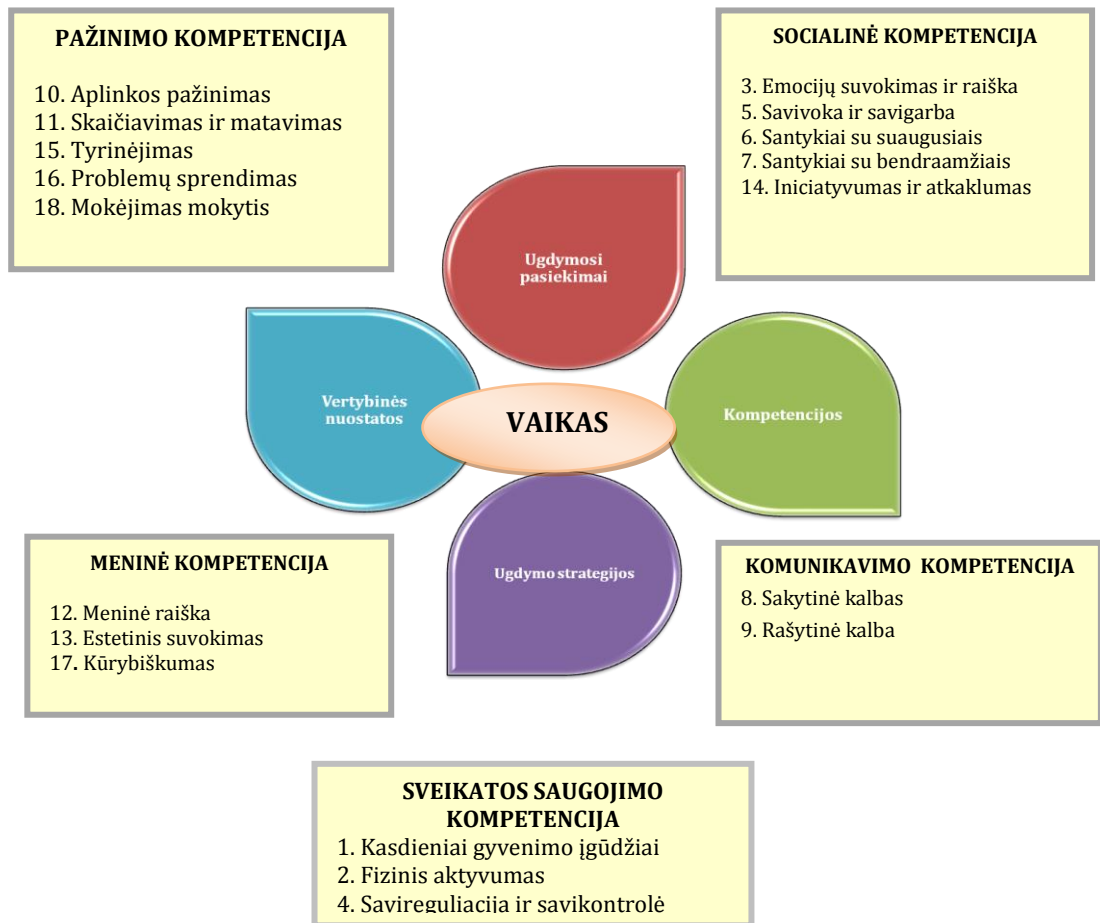 PAŽINIMO KOMPETENCIJA
10. Aplinkos pažinimas
11. Skaičiavimas ir matavimas
15. Tyrinėjimas
16. Problemų sprendimas
18. Mokėjimas mokytis
SOCIALINĖ KOMPETENCIJA
3. Emocijų suvokimas ir raiška
5. Savivoka ir savigarba
6. Santykiai su suaugusiais
7. Santykiai su bendraamžiais
14. Iniciatyvumas ir atkaklumas
Ugdymosi
pasiekimai
Vertybinės
nuostatos
VAIKAS
Kompetencijos
Ugdymo strategijos
MENINĖ KOMPETENCIJA
12. Meninė raiška
13. Estetinis suvokimas
17. Kūrybiškumas
KOMUNIKAVIMO KOMPETENCIJA
8. Sakytinė kalbas
9. Rašytinė kalba
SVEIKATOS SAUGOJIMO
KOMPETENCIJA
1. Kasdieniai gyvenimo įgūdžiai
2. Fizinis aktyvumas
4. Savireguliacija ir savikontrolė